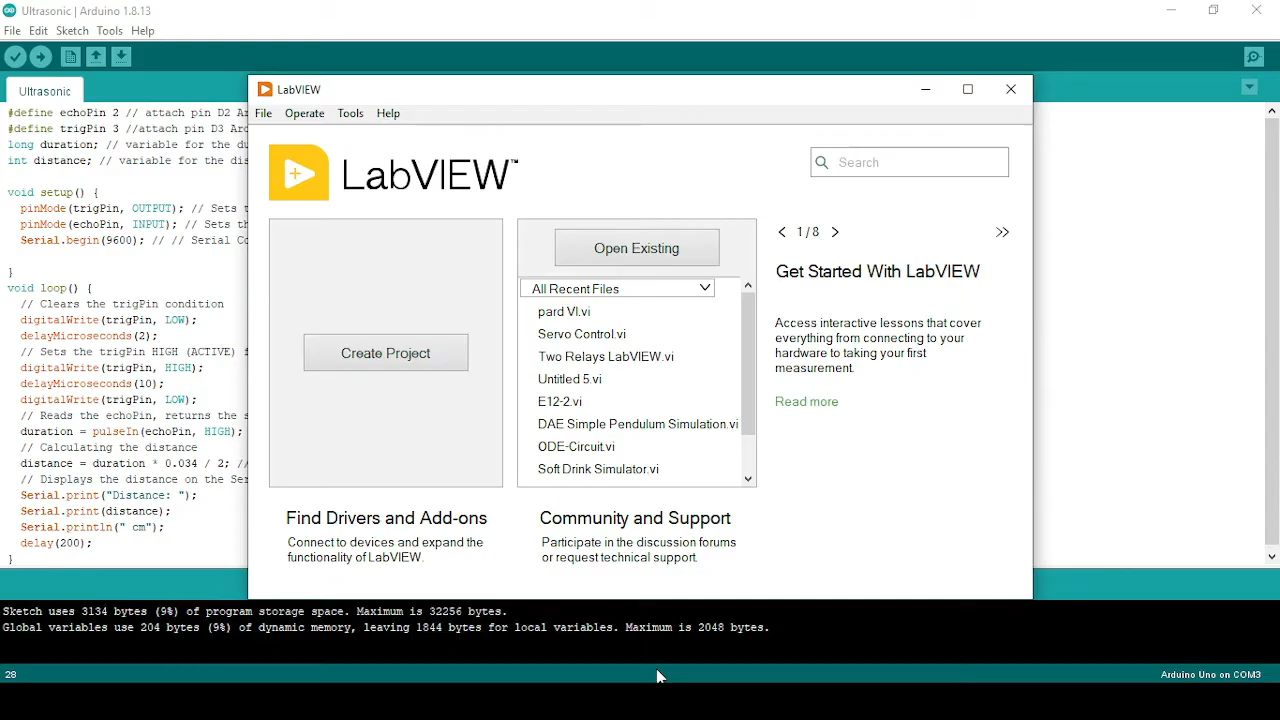 Ultrasonic | Arduino 1.8.13
File Edit Sketch Tools Help
Ultrasonic
#define echoPin 2 // attach pin D2 Ar
#define trigPin 3 //attach pin D3 Ard
long duration; // variable for the du
int distance; // variable for the dis
void setup() {
pinMode(trigPin, OUTPUT); // Sets t
pinMode(echoPin, INPUT); // Sets th
Serial.begin(9600); // // Serial Co
}
void loop() {
// Clears the trigPin condition
digitalWrite(trigPin, LOW);
delayMicroseconds(2);
// Sets the trigPin HIGH (ACTIVE) f
digitalWrite(trigPin, HIGH);
delayMicroseconds(10);
digitalWrite(trigPin, LOW);
// Reads the echoPin, returns the s
duration = pulseIn(echoPin, HIGH);
// Calculating the distance
distance = duration * 0.034 / 2; //
// Displays the distance on the Ser
Serial.print("Distance: ");
Serial.print(distance);
Serial.println(" cm");
delay(200);
}
LabVIEW
File Operate Tools Help
LabVIEW™
Search
Create Project
Open Existing
All Recent Files
pard VI.vi
Servo Control.vi
Two Relays LabVIEW.vi
Untitled 5.vi
E12-2.vi
DAE Simple Pendulum Simulation.vi
ODE-Circuit.vi
Soft Drink Simulator.vi
1/8
Get Started With LabVIEW
Access interactive lessons that cover
everything from connecting to your
hardware to taking your first
measurement.
Read more
Find Drivers and Add-ons
Connect to devices and expand the
functionality of LabVIEW.
Community and Support
Participate in the discussion forums
or request technical support.
Sketch uses 3134 bytes (9%) of program storage space. Maximum is 32256 bytes.
Global variables use 204 bytes (9%) of dynamic memory, leaving 1844 bytes for local variables. Maximum is 2048 bytes.
28
Arduino Uno on COM3